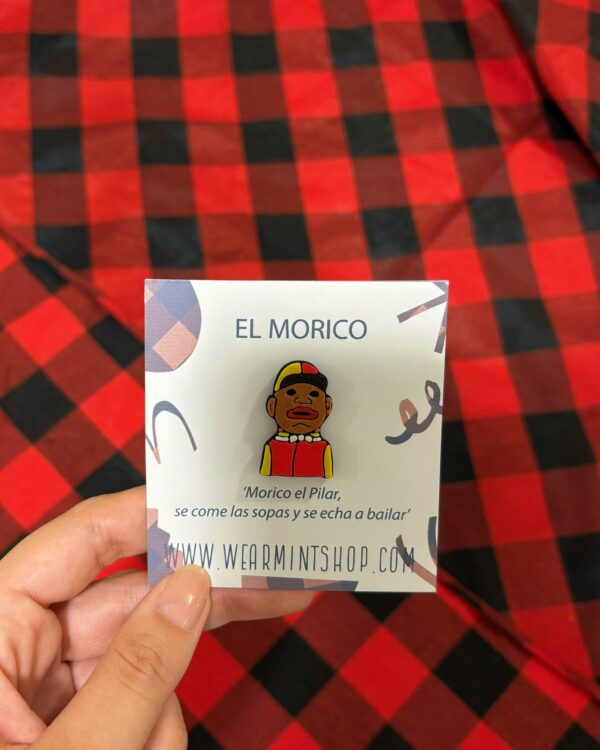 EL MORICO
‘Morico el Pilar,
se come las sopas y se echa a bailar’
WWW.WEARMINTSHOP.COM